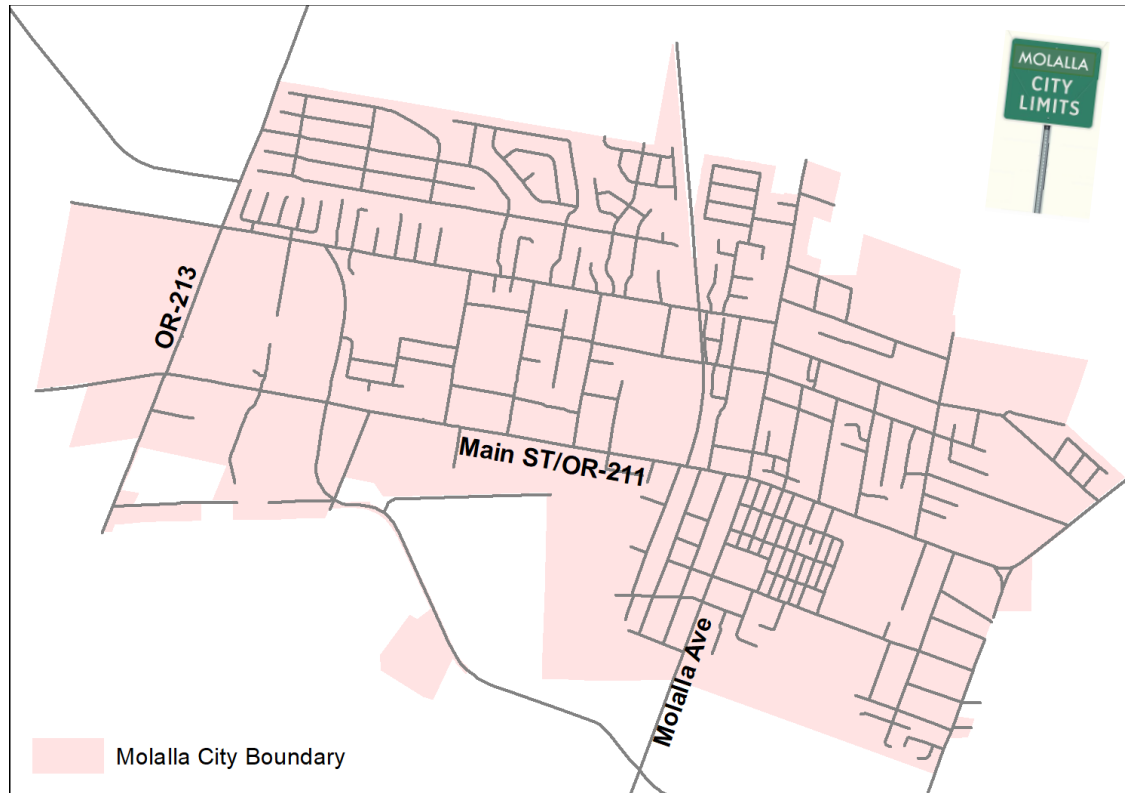 MOLALLA
CITY
LIMITS
OR-213
Main ST/OR-211
Molalla Ave
Molalla City Boundary